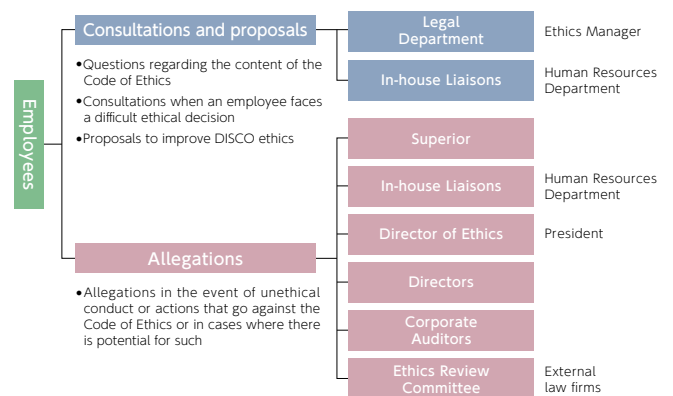 Employees
Consultations and proposals
•Questions regarding the content of the
Code of Ethics
•Consultations when an employee faces
a difficult ethical decision
•Proposals to improve DISCO ethics
Legal
Department
Ethics Manager
In-house Liaisons
Human Resources
Department
Allegations
•Allegations in the event of unethical
conduct or actions that go against the
Code of Ethics or in cases where there
is potential for such
Superior
In-house Liaisons
Human Resources
Department
Director of Ethics
President
Directors
Corporate
Auditors
Ethics Review
Committee
External
law firms